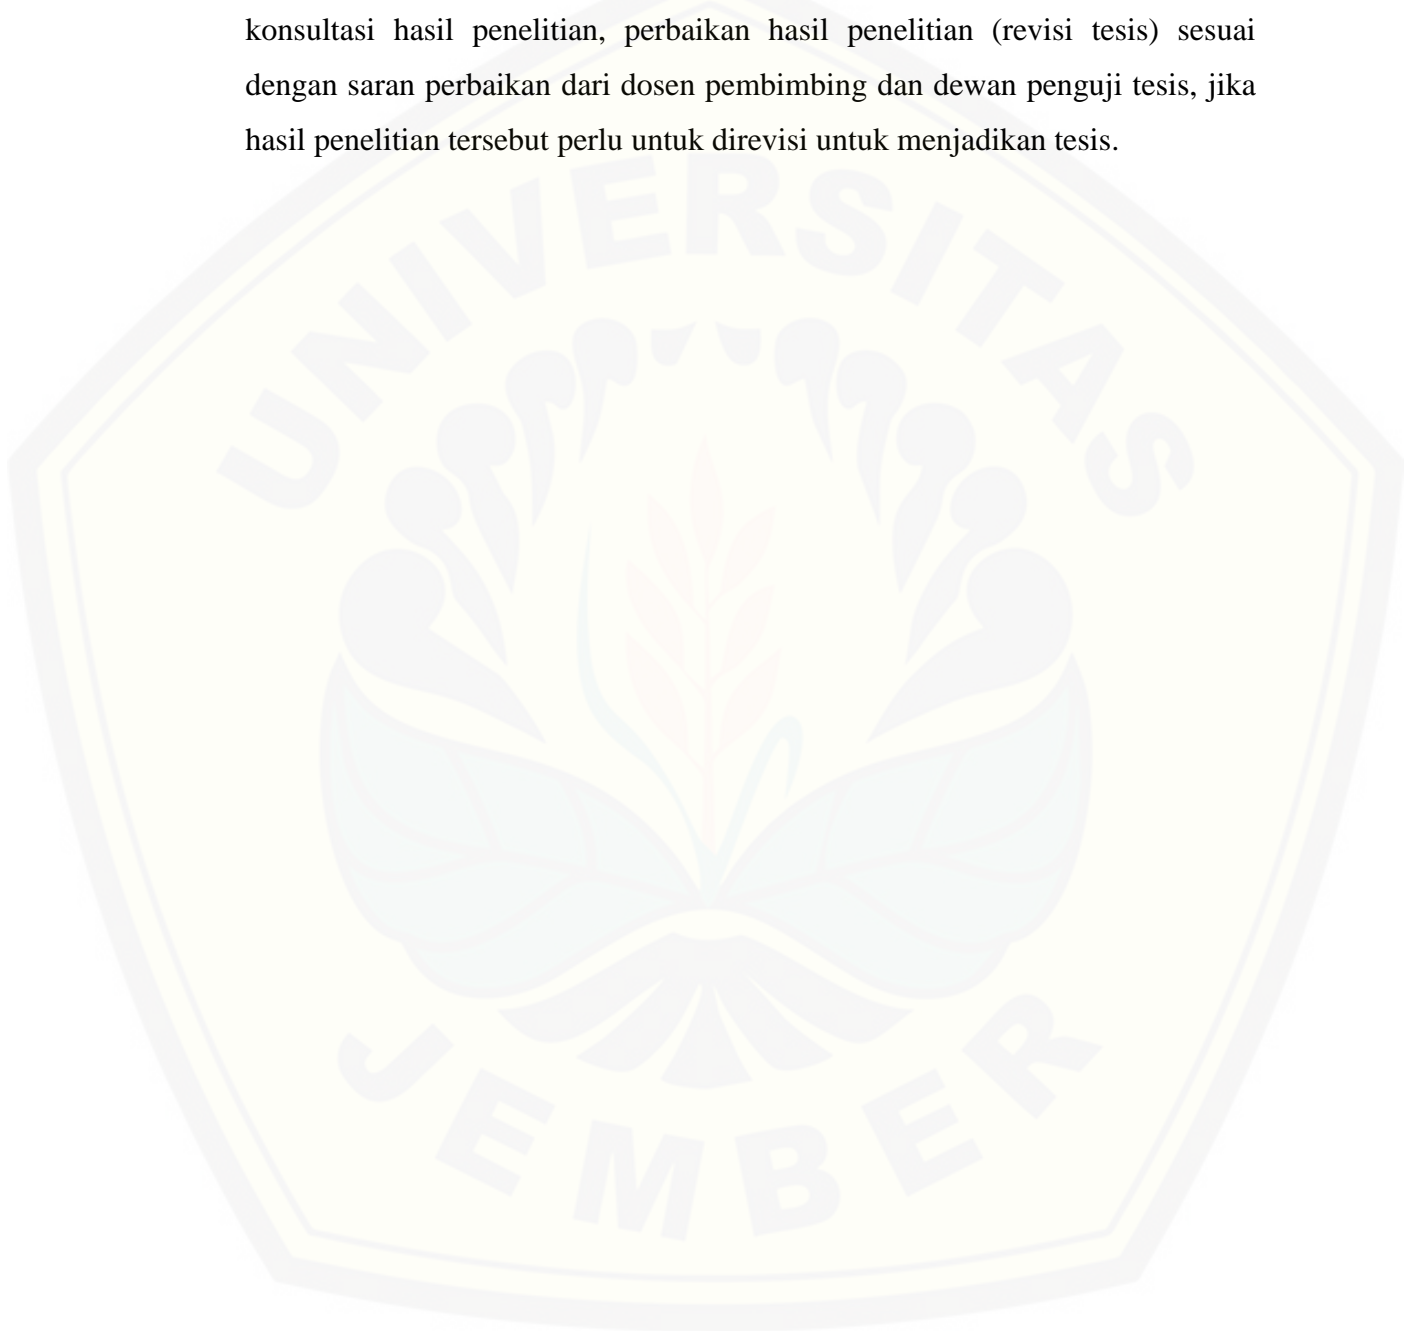 konsultasi hasil penelitian, perbaikan hasil penelitian (revisi tesis) sesuai
dengan saran perbaikan dari dosen pembimbing dan dewan penguji tesis, jika
hasil penelitian tersebut perlu untuk direvisi untuk menjadikan tesis.
UNIVERSITAS
JEMBER